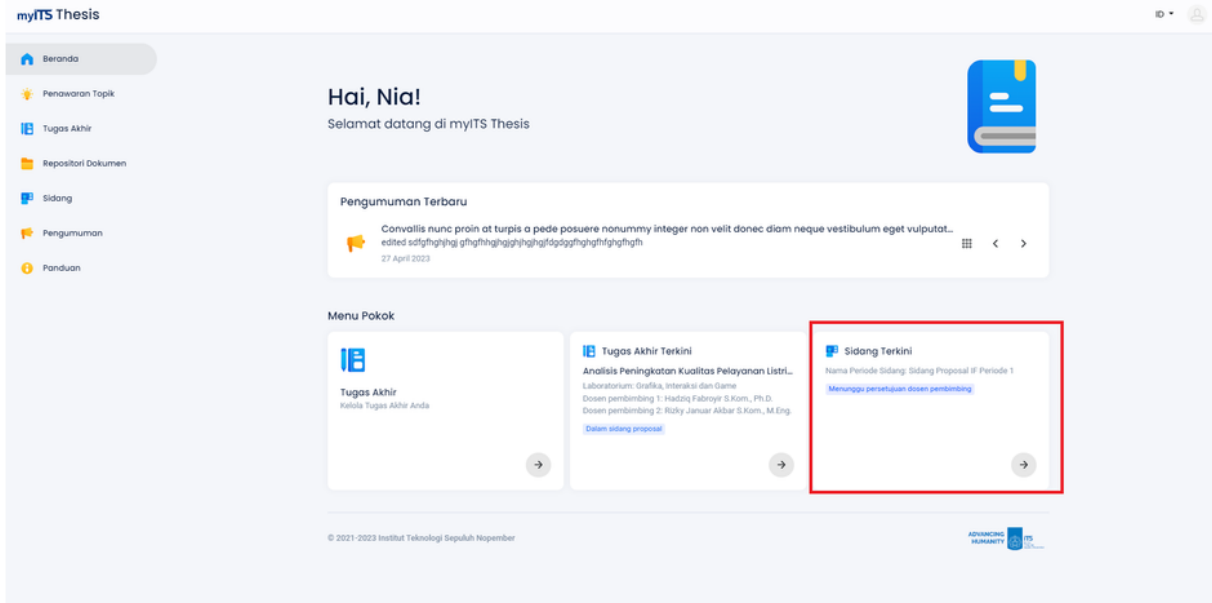 myITS Thesis
ID
Beranda
Penawaran Topik
Tugas Akhir
Repositori Dokumen
Sidang
Pengumuman
Panduan
Hai, Nia!
Selamat datang di myITS Thesis
Pengumuman Terbaru
Convallis nunc proin at turpis a pede posuere nonummy integer non velit donec diam neque vestibulum eget vulputat...
edited
27 April 2023
Menu Pokok
Tugas Akhir
Kelola Tugas Akhir Anda
Tugas Akhir Terkini
Analisis Peningkatan Kualitas Pelayanan Listri...
Laboratorium: Grafika, Interaksi dan Game
Dosen pembimbing 1: Hadziq Fabroyir S.Kom., Ph.D.
Dosen pembimbing 2: Rizky Januar Akbar S.Kom., M.Eng.
Dalam sidang proposal
Sidang Terkini
Nama Periode Sidang: Sidang Proposal IF Periode 1
Menunggu persetujuan dosen pembimbing
© 2021-2023 Institut Teknologi Sepuluh Nopember
ADVANCING
HUMANITY
ITS